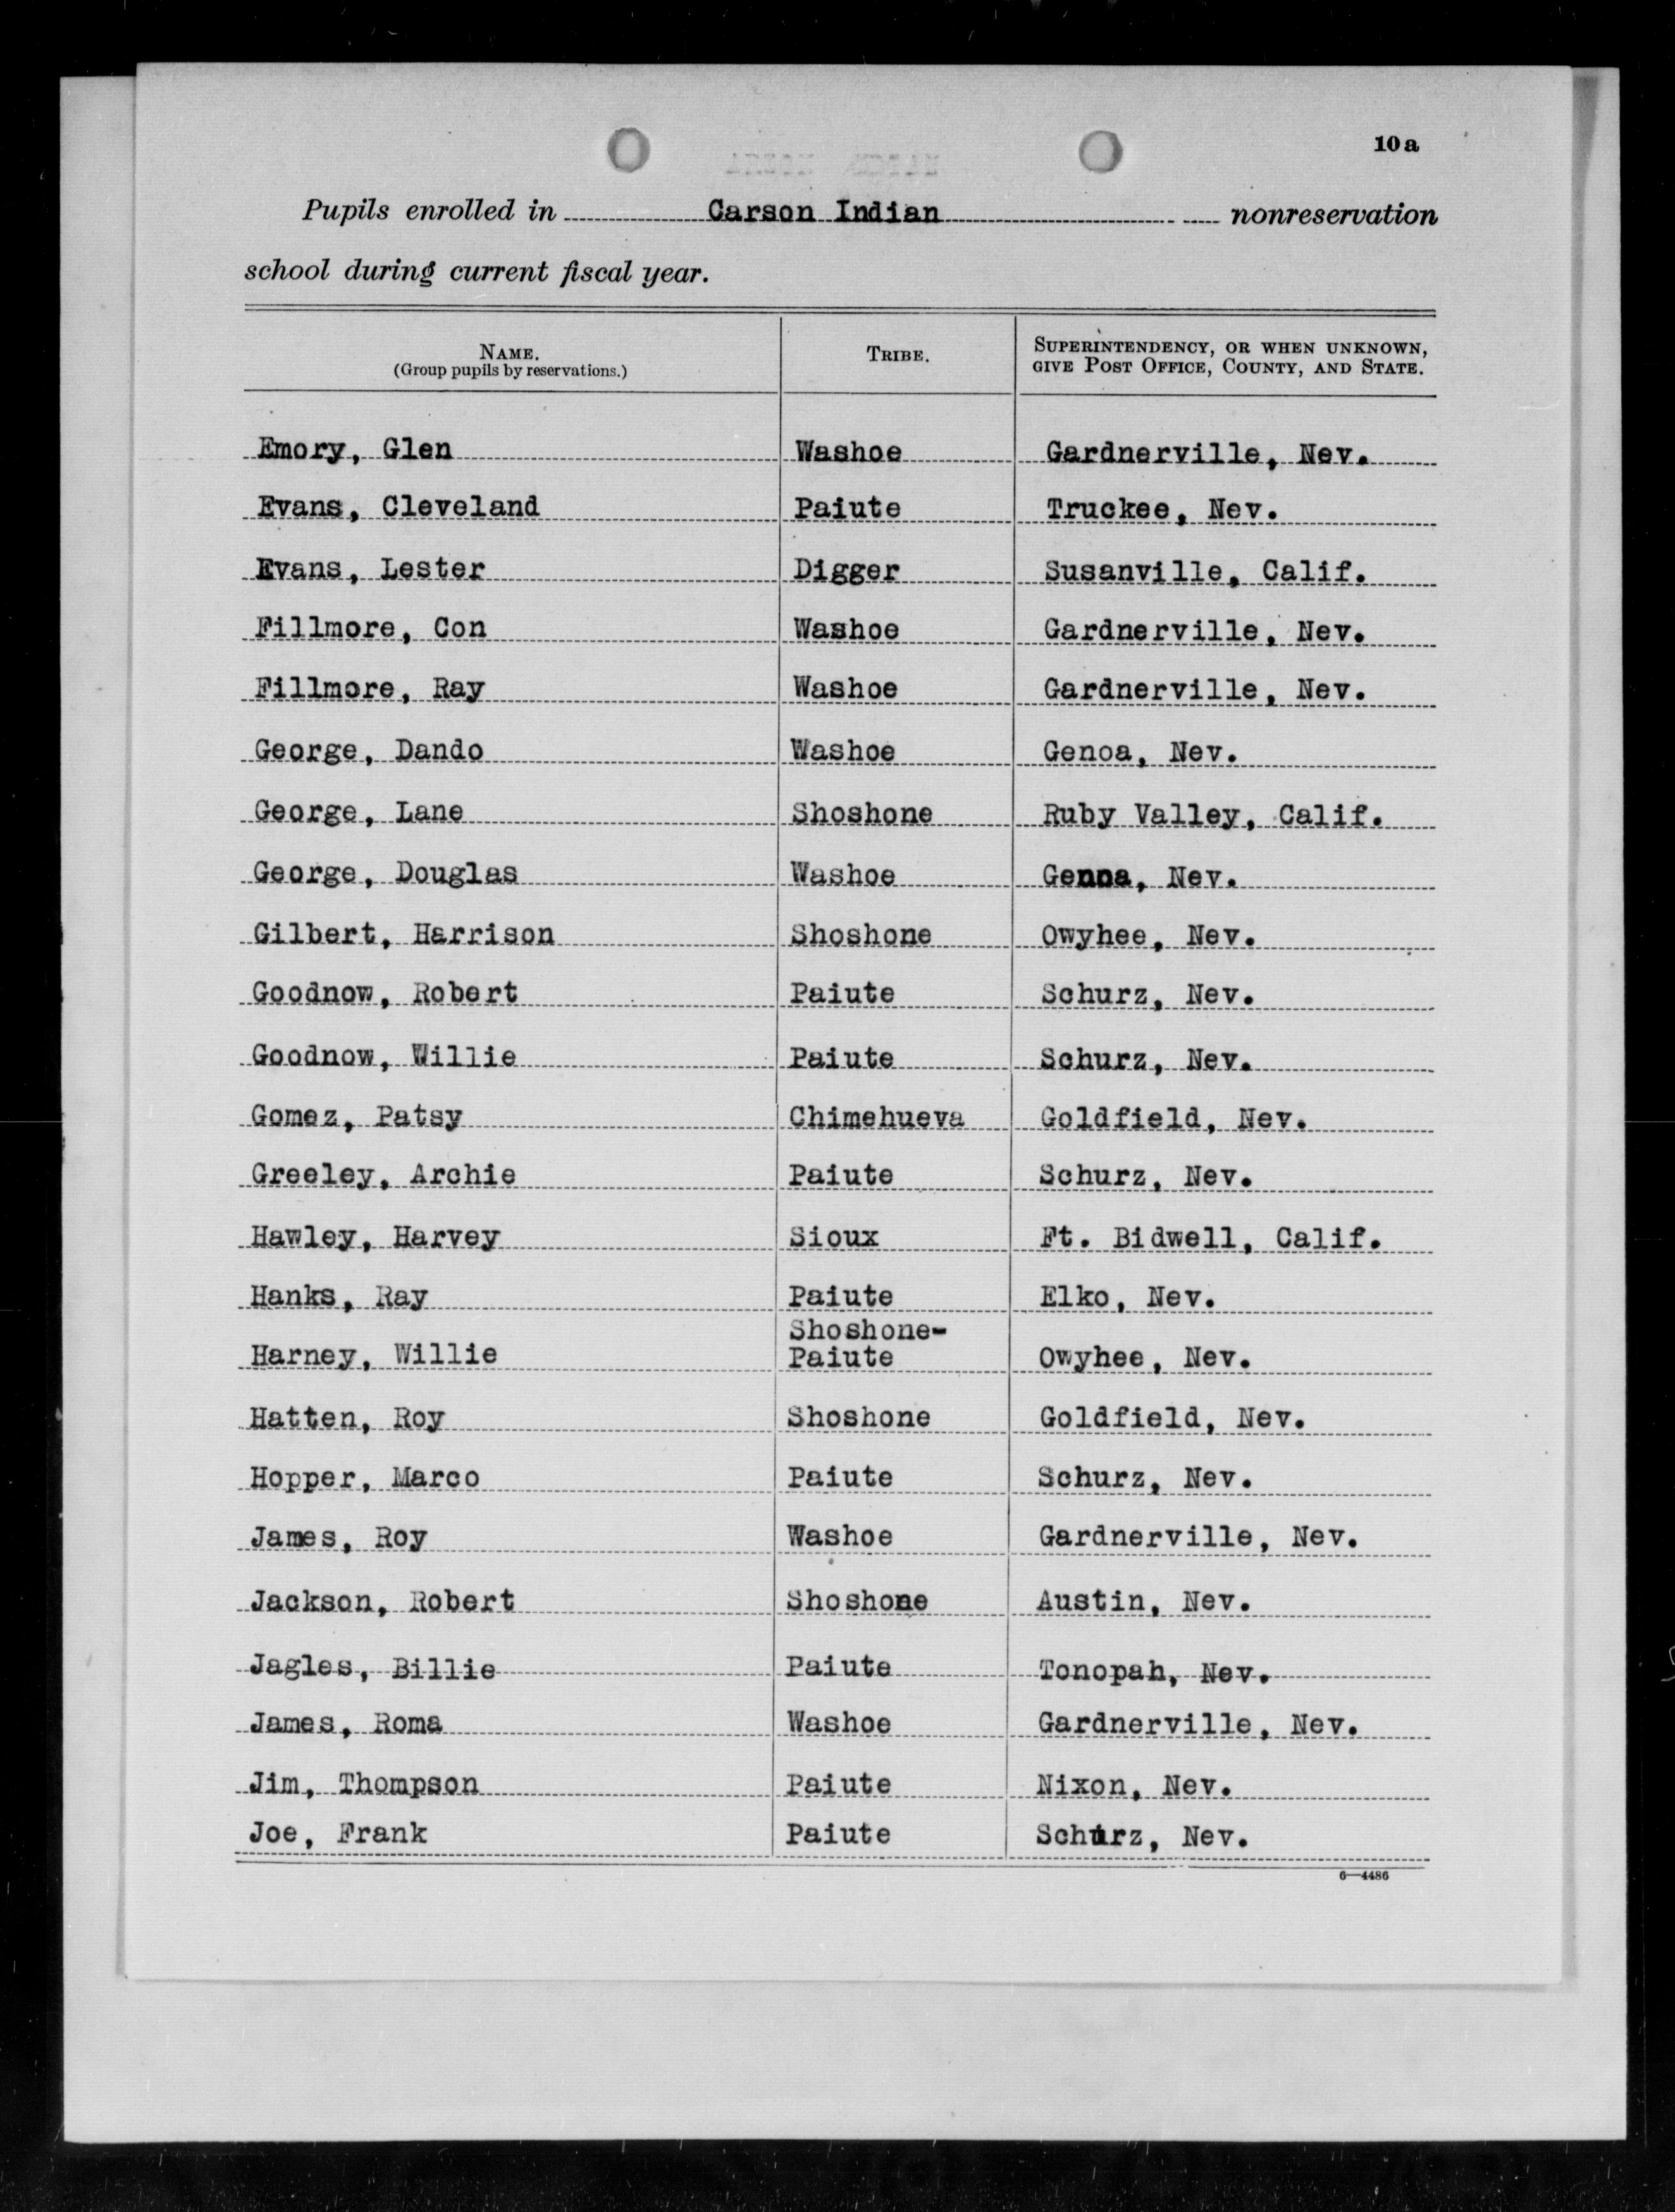 10a
Pupils enrolled in Carson Indian nonreservation
school during current fiscal year.
NAME. TRIBE. SUPERINTENDENCY, OR WHEN UNKNOWN,
(Group pupils by reservations.) GIVE POST OFFICE, COUNTY, AND STATE.
Emory, Glen Washoe Gardnerville, Nev.
Evans, Cleveland Paiute Truckee, Nev.
Evans, Lester Digger Susanville, Calif.
Fillmore, Con Washoe Gardnerville, Nev.
Fillmore, Ray Washoe Gardnerville, Nev.
George, Dando Washoe Genoa, Nev.
George, Lane Shoshone Ruby Valley, Calif.
George, Douglas Washoe Genoa, Nev.
Gilbert, Harrison Shoshone Owyhee, Nev.
Goodnow, Robert Paiute Schurz, Nev.
Goodnow, Willie Paiute Schurz, Nev.
Gomez, Patsy Chimehueva Goldfield, Nev.
Greeley, Archie Paiute Schurz, Nev.
Hawley, Harvey Sioux Ft. Bidwell, Calif.
Hanks, Ray Paiute Elko, Nev.
Shoshone-
Harney, Willie Paiute Owyhee, Nev.
Hatten, Roy Shoshone Goldfield, Nev.
Hopper, Marco Paiute Schurz, Nev.
James, Roy Washoe Gardnerville, Nev.
Jackson, Robert Shoshone Austin, Nev.
Jagles, Billie Paiute Tonopah, Nev.
James, Roma Washoe Gardnerville, Nev.
Jim, Thompson Paiute Nixon, Nev.
Joe, Frank Paiute Schurz, Nev.
6—4486